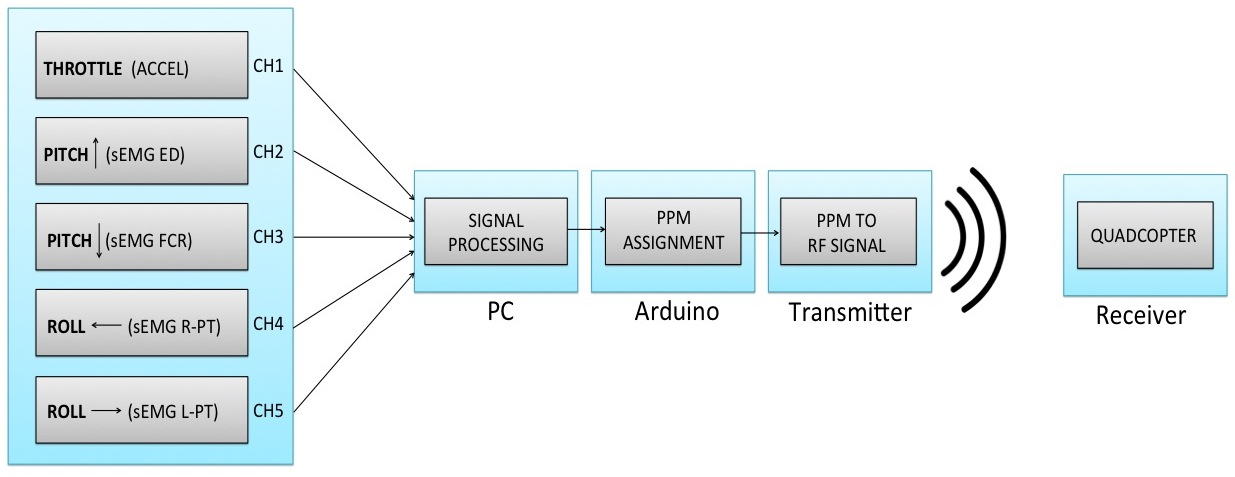 THROTTLE (ACCEL) CH1
PITCH ↑ (sEMG ED) CH2
PITCH ↓ (sEMG FCR) CH3
ROLL ← (sEMG R-PT) CH4
ROLL → (sEMG L-PT) CH5
SIGNAL
PROCESSING
PC
PPM
ASSIGNMENT
Arduino
PPM TO
RF SIGNAL
Transmitter
QUADCOPTER
Receiver